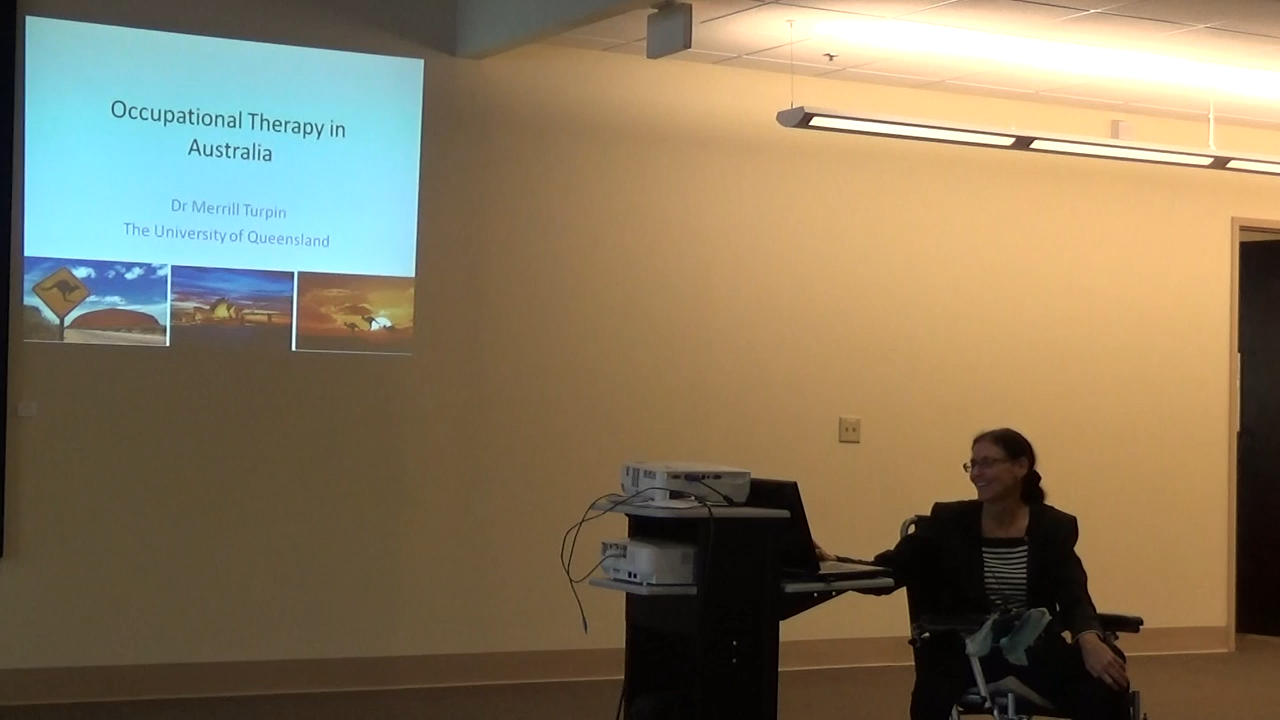 Occupational Therapy in
Australia
Dr Merrill Turpin
The University of Queensland